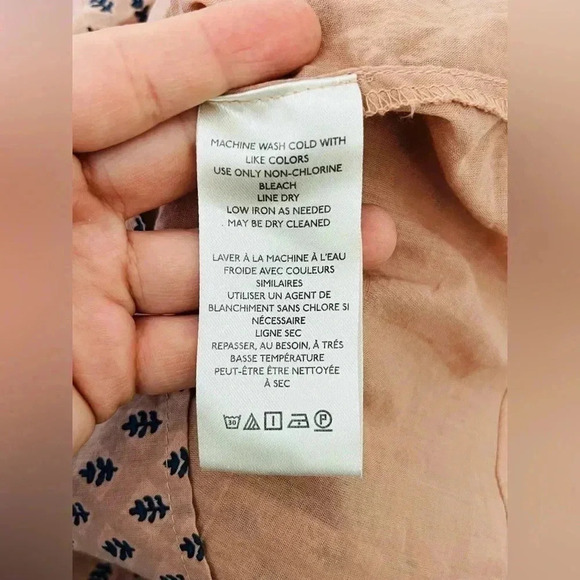 MACHINE WASH COLD WITH
LIKE COLORS
USE ONLY NON-CHLORINE
BLEACH
LINE DRY
LOW IRON AS NEEDED
MAY BE DRY CLEANED
LAVER À LA MACHINE À L'EAU
FROIDE AVEC COULEURS
SIMILAIRES
UTILISER UN AGENT DE
BLANCHIMENT SANS CHLORE SI
NÉCESSAIRE
LIGNE SEC
REPASSER, AU BESOIN, À TRÉS
BASSE TEMPÉRATURE
PEUT-ÊTRE ÊTRE NETTOYÉE
À SEC
30 P